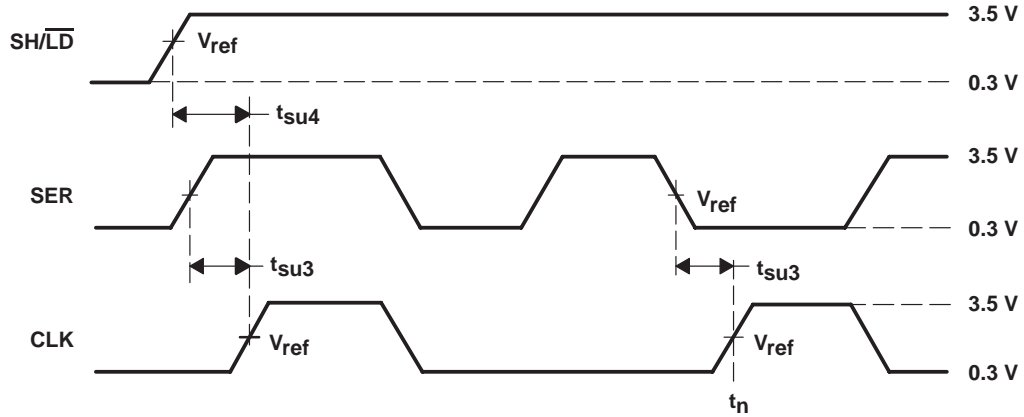 3.5 V
SH/L̅D̅
Vref
0.3 V
tsu4
3.5 V
SER
Vref
0.3 V
tsu3
tsu3
3.5 V
CLK
Vref
Vref
0.3 V
tn